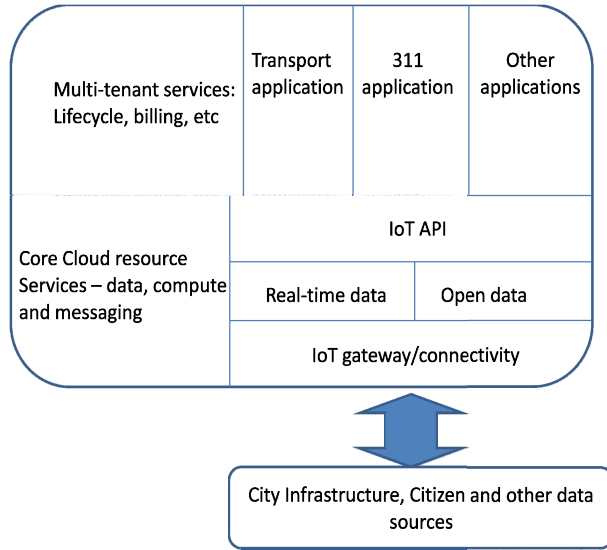 Multi-tenant services:
Lifecycle, billing, etc
Transport
application
311
application
Other
applications
Core Cloud resource
Services – data, compute
and messaging
IoT API
Real-time data
Open data
IoT gateway/connectivity
City Infrastructure, Citizen and other data
sources